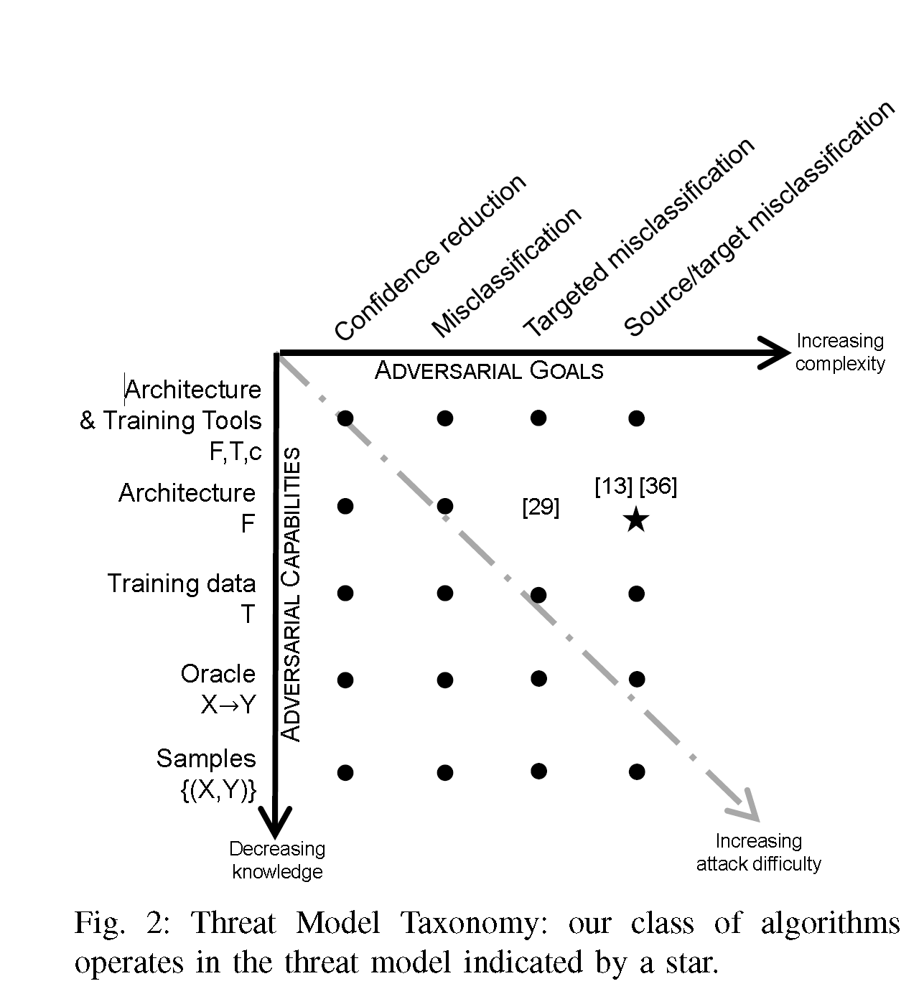 Confidence reduction
Misclassification
Targeted misclassification
Source/target misclassification
Increasing
complexity
ADVERSARIAL GOALS
Architecture
& Training Tools
F,T,c
ADVERSARIAL CAPABILITIES
[13] [36]
Architecture
F
[29]
Training data
T
Oracle
X→Y
Samples
{(X,Y)}
Decreasing
knowledge
Increasing
attack difficulty
Fig. 2: Threat Model Taxonomy: our class of algorithms
operates in the threat model indicated by a star.